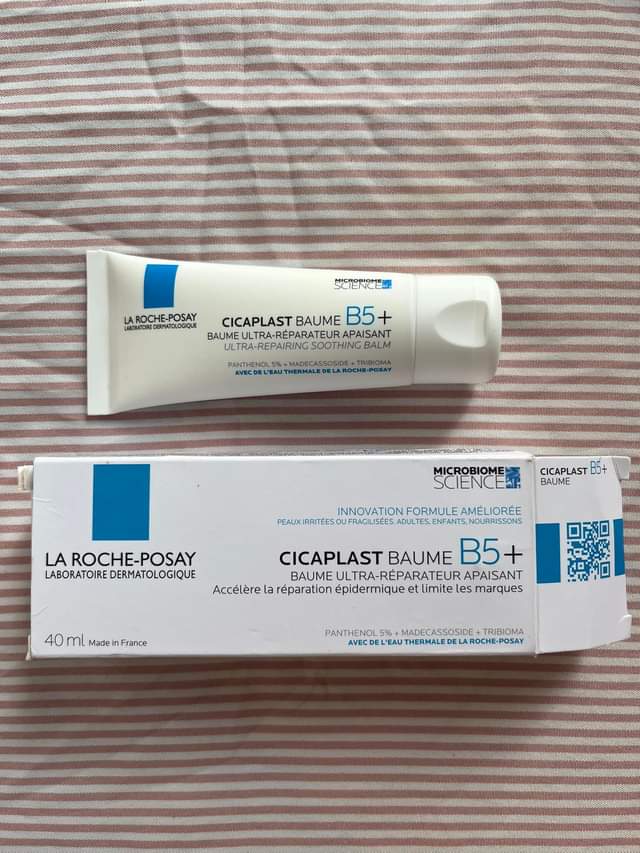 MICROBIOME
SCIENCE
LA ROCHE-POSAY
LABORATOIRE DERMATOLOGIQUE
CICAPLAST BAUME B5+
BAUME ULTRA-RÉPARATEUR APAISANT
ULTRA-REPAIRING SOOTHING BALM
PANTHENOL 5% + MADECASSOSIDE + TRIBIOMA
AVEC DE L'EAU THERMALE DE LA ROCHE-POSAY
MICROBIOME
SCIENCE
CICAPLAST B5+
BAUME
INNOVATION FORMULE AMÉLIORÉE
PEAUX IRRITÉES OU FRAGILISÉES. ADULTES, ENFANTS, NOURRISSONS
LA ROCHE-POSAY
LABORATOIRE DERMATOLOGIQUE
CICAPLAST BAUME B5+
BAUME ULTRA-RÉPARATEUR APAISANT
Accélère la réparation épidermique et limite les marques
40 ml Made in France
PANTHENOL 5% + MADECASSOSIDE + TRIBIOMA
AVEC DE L'EAU THERMALE DE LA ROCHE-POSAY